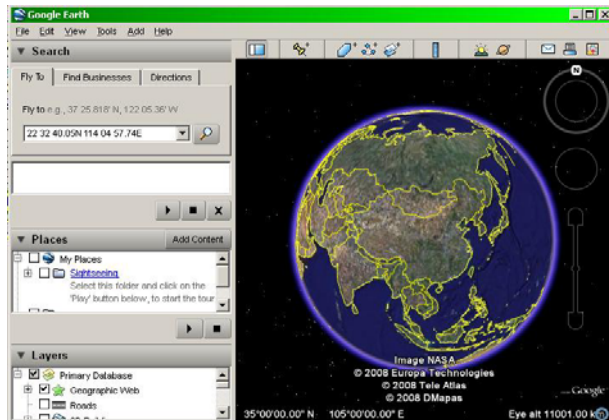 Google Earth
File Edit View Tools Add Help
Search
Fly To Find Businesses Directions
Fly to e.g., 37 25.818' N, 122 05.36' W
22 32 40.05N 114 04 57.74E
Places Add Content
My Places
Sightseeing
Select this folder and click on the
'Play' button below, to start the tour
Layers
Primary Database
Geographic Web
Roads
N
Image NASA
© 2008 Europa Technologies
© 2008 Tele Atlas
© 2008 DMapas
Google
35°00'00.00" N 105°00'00.00" E Eye alt 11001.00 km